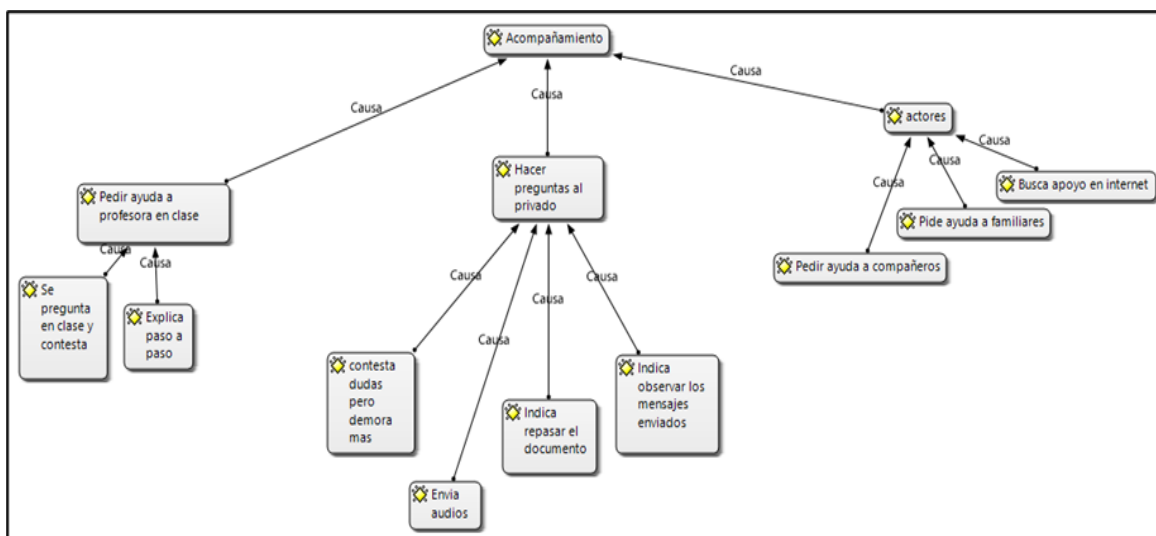 Acompañamiento
Causa
Causa
Causa
actores
Causa
Causa
Causa
Busca apoyo en internet
Pide ayuda a familiares
Pedir ayuda a compañeros
Hacer
preguntas al
privado
Pedir ayuda a
profesora en clase
Causa
Causa
Se
pregunta
en clase y
contesta
Explica
paso a
paso
Causa
Causa
Causa
Causa
contesta
dudas
pero
demora
mas
Envia
audios
Indica
repasar el
documento
Indica
observar los
mensajes
enviados